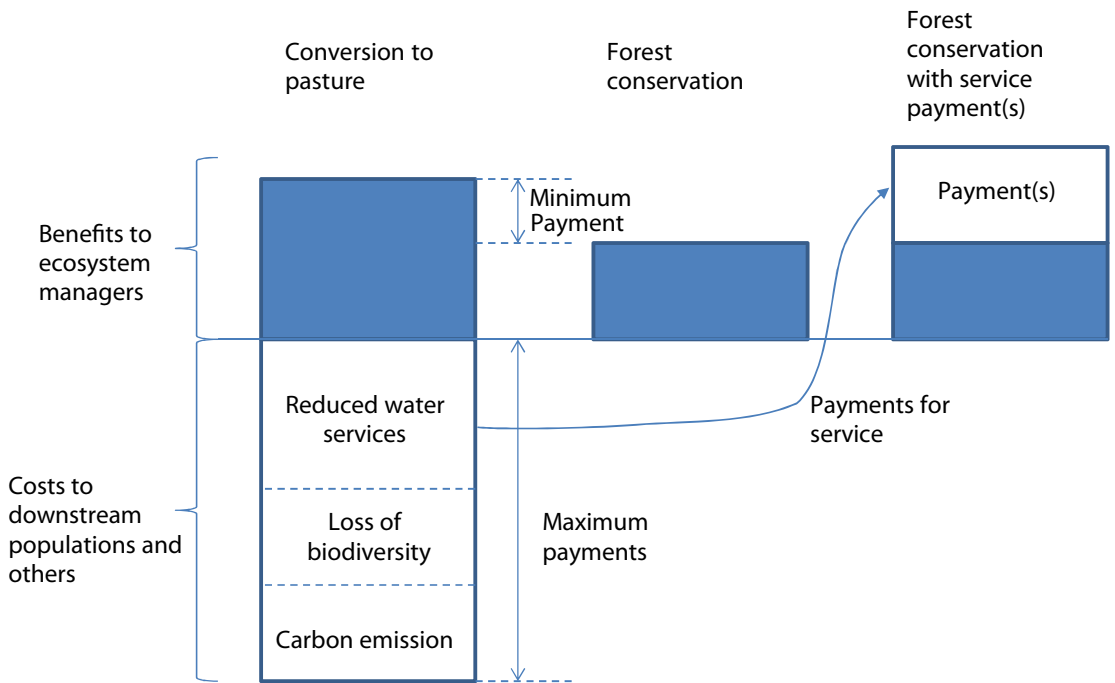 Conversion to
pasture
Forest
conservation
Forest
conservation
with service
payment(s)
Benefits to
ecosystem
managers
Minimum
Payment
Payment(s)
Costs to
downstream
populations and
others
Reduced water
services
Loss of
biodiversity
Carbon emission
Maximum
payments
Payments for
service